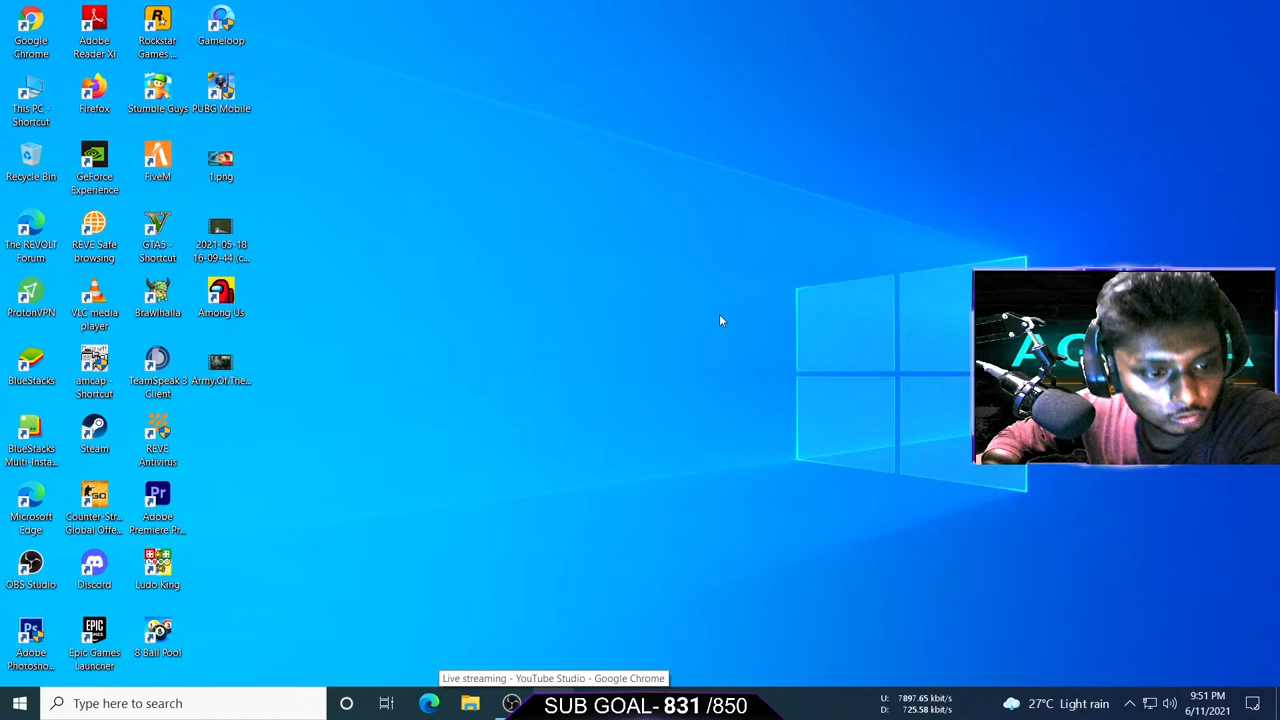 Google
Chrome
Adobe
Reader XI
Rockstar
Games ...
Gameloop
This PC -
Shortcut
Firefox
Stumble Guys
PUBG Mobile
Recycle Bin
GeForce
Experience
FiveM
1.png
The REVOLT
Forum
REVE Safe
browsing
GTA5 -
Shortcut
2021-05-18
16-09-44 (c...
ProtonVPN
VLC media
player
Brawlhalla
Among Us
BlueStacks
amcap -
Shortcut
TeamSpeak 3
Client
Army.Of.The...
BlueStacks
Multi-Insta...
Steam
REVE
Antivirus
Microsoft
Edge
Counter-Str...
Global Offe...
Adobe
Premiere Pr...
OBS Studio
Discord
Ludo King
Adobe
Photosho...
Epic Games
Launcher
8 Ball Pool
Live streaming - YouTube Studio - Google Chrome
Type here to search
SUB GOAL- 831 /850
U: 7897.65 kbit/s
D: 725.58 kbit/s
27°C Light rain
9:51 PM
6/11/2021